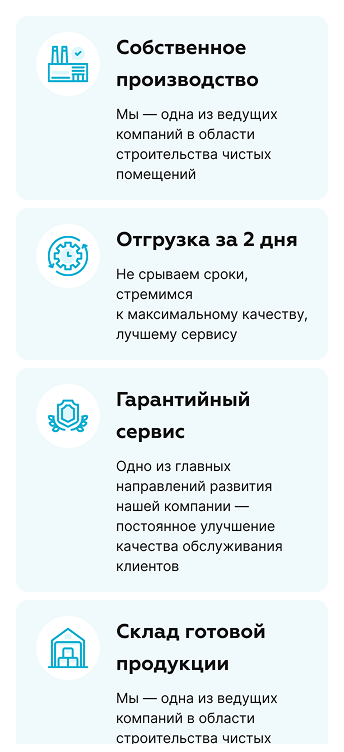 Собственное
производство
Мы — одна из ведущих
компаний в области
строительства чистых
помещений
Отгрузка за 2 дня
Не срываем сроки,
стремимся
к максимальному качеству,
лучшему сервису
Гарантийный
сервис
Одно из главных
направлений развития
нашей компании —
постоянное улучшение
качества обслуживания
клиентов
Склад готовой
продукции
Мы — одна из ведущих
компаний в области
строительства чистых